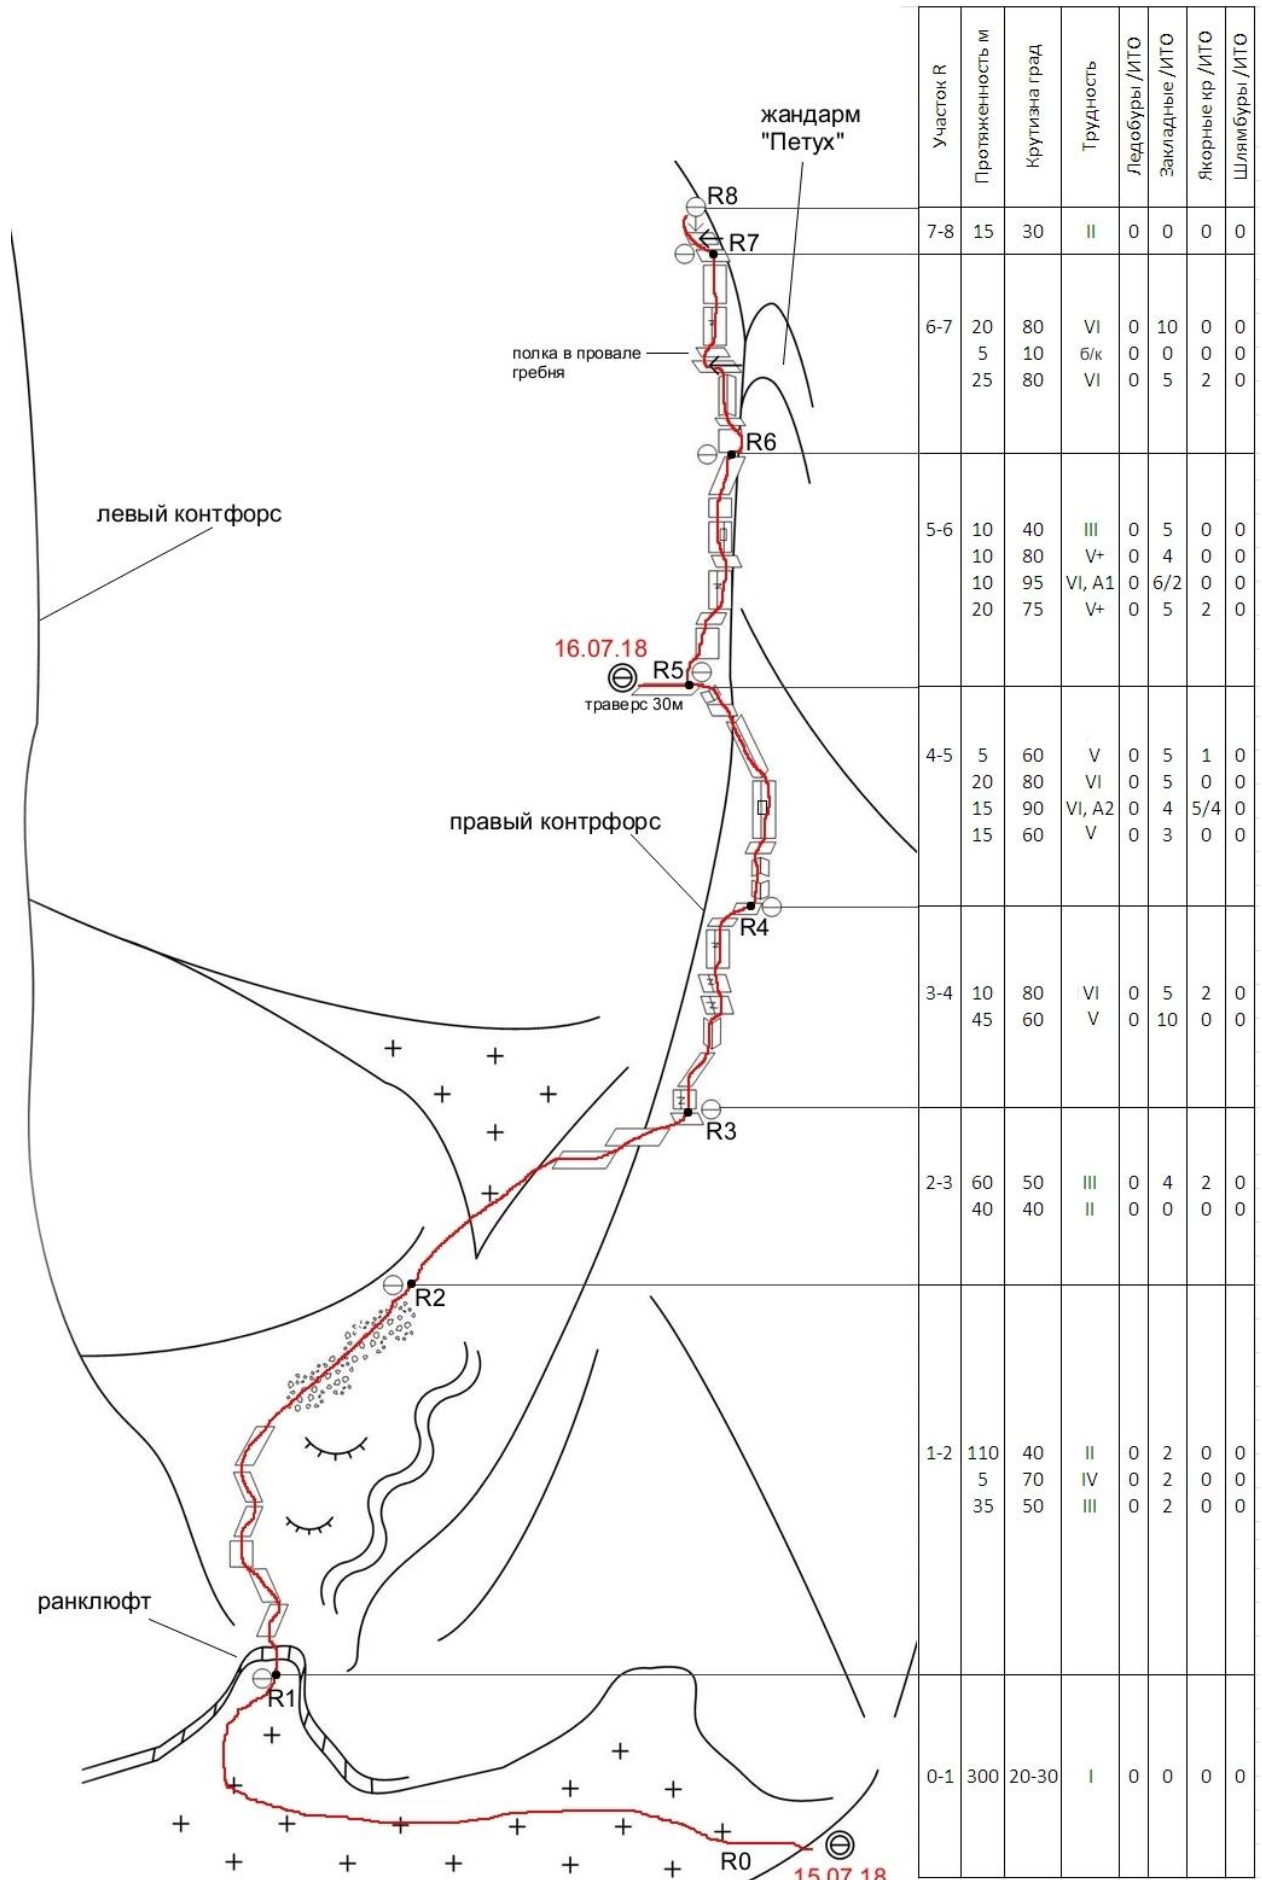 Участок R
Протяженность м
Крутизна град
Трудность
Ледобуры /ИТО
Закладные /ИТО
Якорные кр /ИТО
Шлямбуры /ИТО
жандарм
"Петух"
R8
7-8 15 30 II 0 0 0 0
R7
6-7 20 80 VI 0 10 0 0
5 10 б/к 0 0 0 0
25 80 VI 0 5 2 0
полка в провале
гребня
R6
левый контфорс
5-6 10 40 III 0 5 0 0
10 80 V+ 0 4 0 0
10 95 VI, A1 0 6/2 0 0
20 75 V+ 0 5 2 0
16.07.18
R5
траверс 30м
4-5 5 60 V 0 5 1 0
20 80 VI 0 5 0 0
15 90 VI, A2 0 4 5/4 0
15 60 V 0 3 0 0
правый контрфорс
R4
3-4 10 80 VI 0 5 2 0
45 60 V 0 10 0 0
R3
2-3 60 50 III 0 4 2 0
40 40 II 0 0 0 0
R2
1-2 110 40 II 0 2 0 0
5 70 IV 0 2 0 0
35 50 III 0 2 0 0
ранклюфт
R1
0-1 300 20-30 I 0 0 0 0
R0
15.07.18